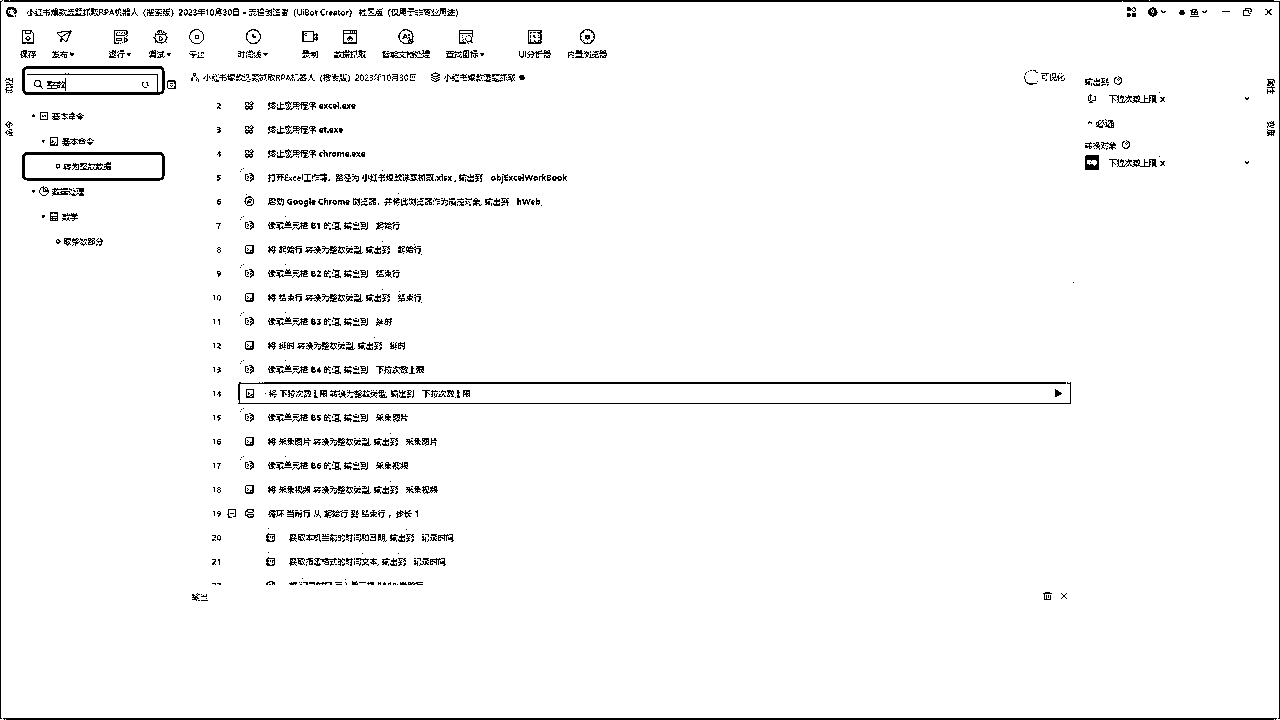 小红书爆款选题抓取RPA机器人（搜索版）2023年10月30日 - 流程创造者（UiBot Creator） 社区版（仅用于非商业用途）
保存 发布 运行 调试 停止 时间线 录制 数据抓取 智能文档处理 查找图标 UI分析器 内置浏览器
整数
小红书爆款选题抓取RPA机器人（搜索版）2023年10月30日 小红书爆款选题抓取
可视化
基本命令
基本命令
转为整数数据
数据处理
数学
取整数部分
2 终止应用程序 excel.exe
3 终止应用程序 et.exe
4 终止应用程序 chrome.exe
5 打开Excel工作簿，路径为 小红书爆款选题抓取.xlsx , 输出到 objExcelWorkBook
6 启动 Google Chrome 浏览器，并将此浏览器作为操控对象, 输出到 hWeb
7 读取单元格 B1 的值, 输出到 起始行
8 将 起始行 转换为整数类型, 输出到 起始行
9 读取单元格 B2 的值, 输出到 结束行
10 将 结束行 转换为整数类型, 输出到 结束行
11 读取单元格 B3 的值, 输出到 延时
12 将 延时 转换为整数类型, 输出到 延时
13 读取单元格 B4 的值, 输出到 下拉次数上限
14 将 下拉次数上限 转换为整数类型, 输出到 下拉次数上限
15 读取单元格 B5 的值, 输出到 采集图片
16 将 采集图片 转换为整数类型, 输出到 采集图片
17 读取单元格 B6 的值, 输出到 采集视频
18 将 采集视频 转换为整数类型, 输出到 采集视频
19 循环 当前行 从 起始行 到 结束行 , 步长 1
20 获取本机当前的时间和日期, 输出到 记录时间
21 获取指定格式的时间文本, 输出到 记录时间
输出
输出到
下拉次数上限 x
必选
转换对象
下拉次数上限 x